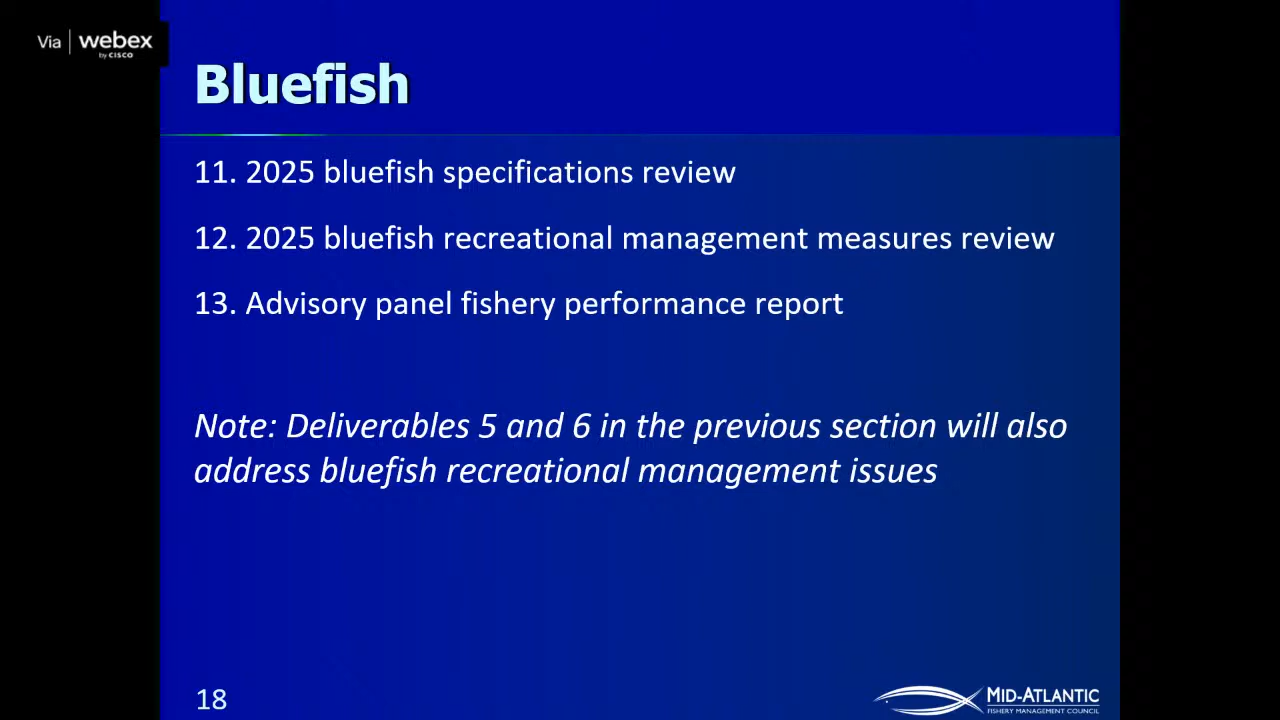 Via webex
by CISCO
Bluefish
11. 2025 bluefish specifications review
12. 2025 bluefish recreational management measures review
13. Advisory panel fishery performance report
Note: Deliverables 5 and 6 in the previous section will also
address bluefish recreational management issues
18
MID-ATLANTIC
FISHERY MANAGEMENT COUNCIL